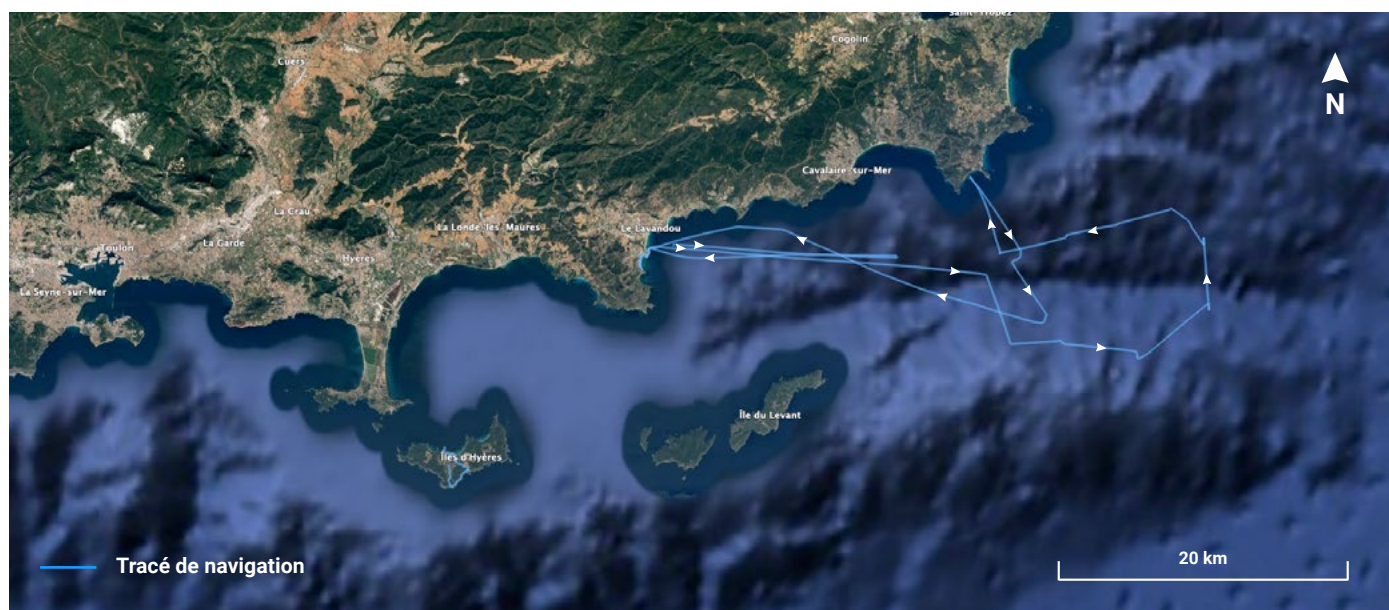 Saint-Tropez
Cogolin
Cuers
N
Cavalaire-sur-Mer
La Crau
Le Lavandou
La Londe-les-Maures
La Garde
Toulon
Hyères
La Seyne-sur-Mer
Île du Levant
Îles d'Hyères
Tracé de navigation
20 km